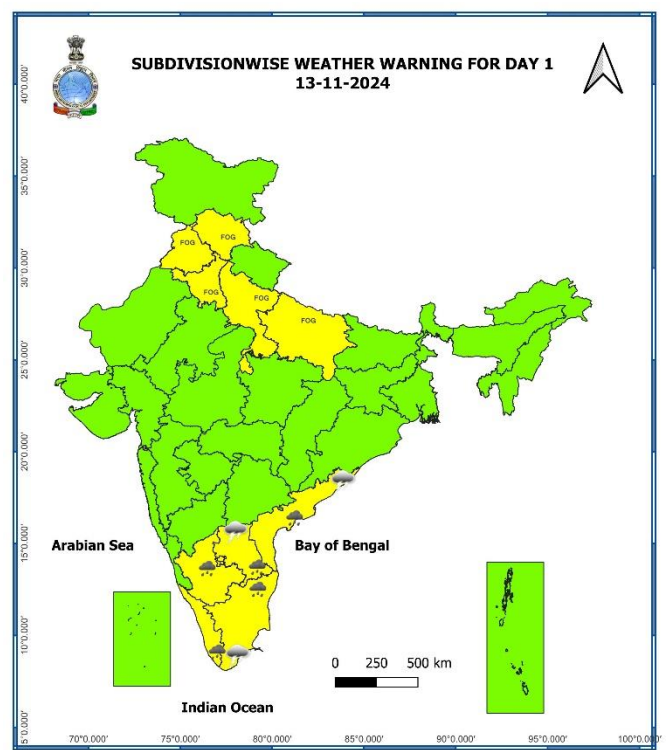 SUBDIVISIONWISE WEATHER WARNING FOR DAY 1
13-11-2024
40°0.000'
35°0.000'
FOG
FOG
30°0.000'
FOG
FOG
FOG
25°0.000'
20°0.000'
15°0.000'
Arabian Sea
Bay of Bengal
10°0.000'
0 250 500 km
Indian Ocean
5°0.000'
70°0.000' 75°0.000' 80°0.000' 85°0.000' 90°0.000' 95°0.000' 100°0.000'